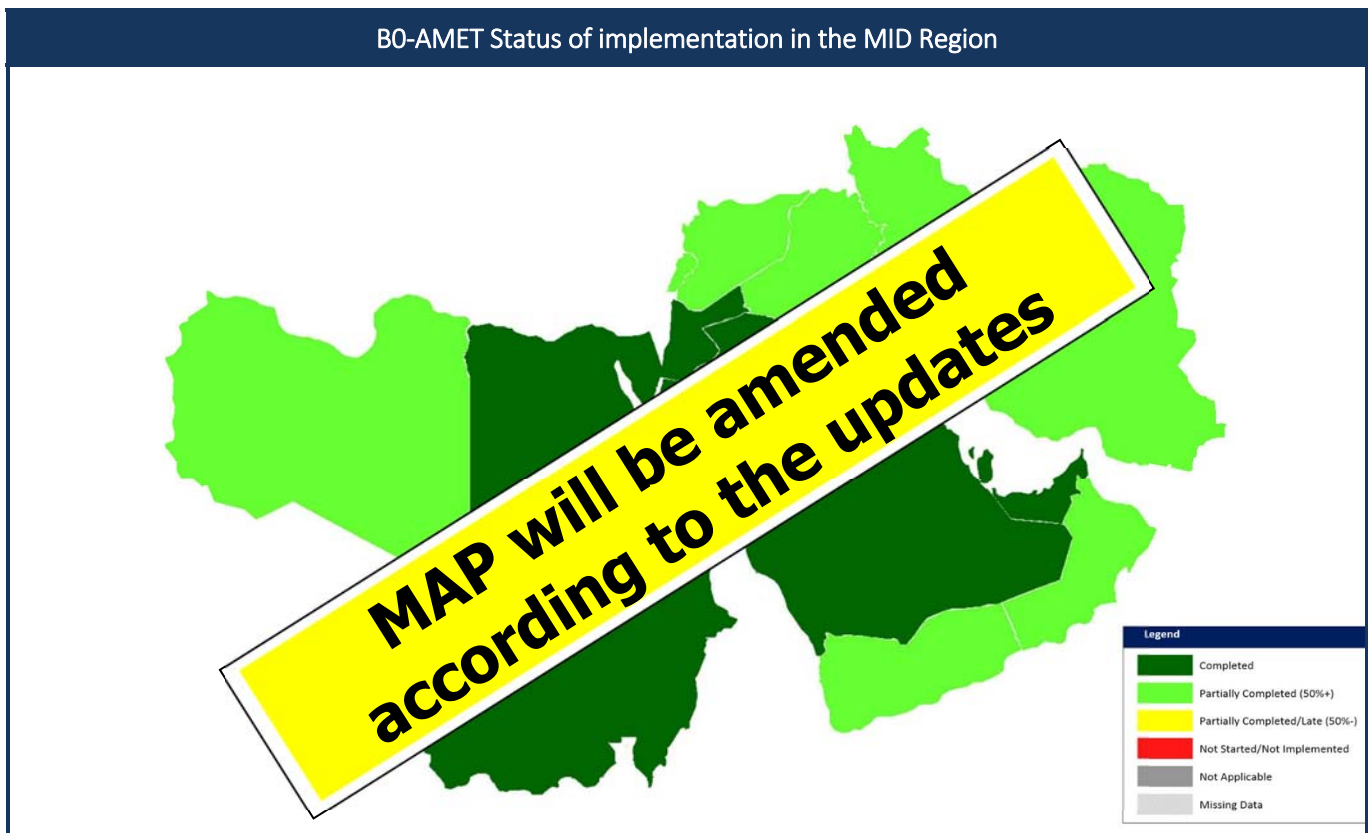 B0-AMET Status of implementation in the MID Region
MAP will be amended
according to the updates
Legend
Completed
Partially Completed (50%+)
Partially Completed/Late (50%-)
Not Started/Not Implemented
Not Applicable
Missing Data